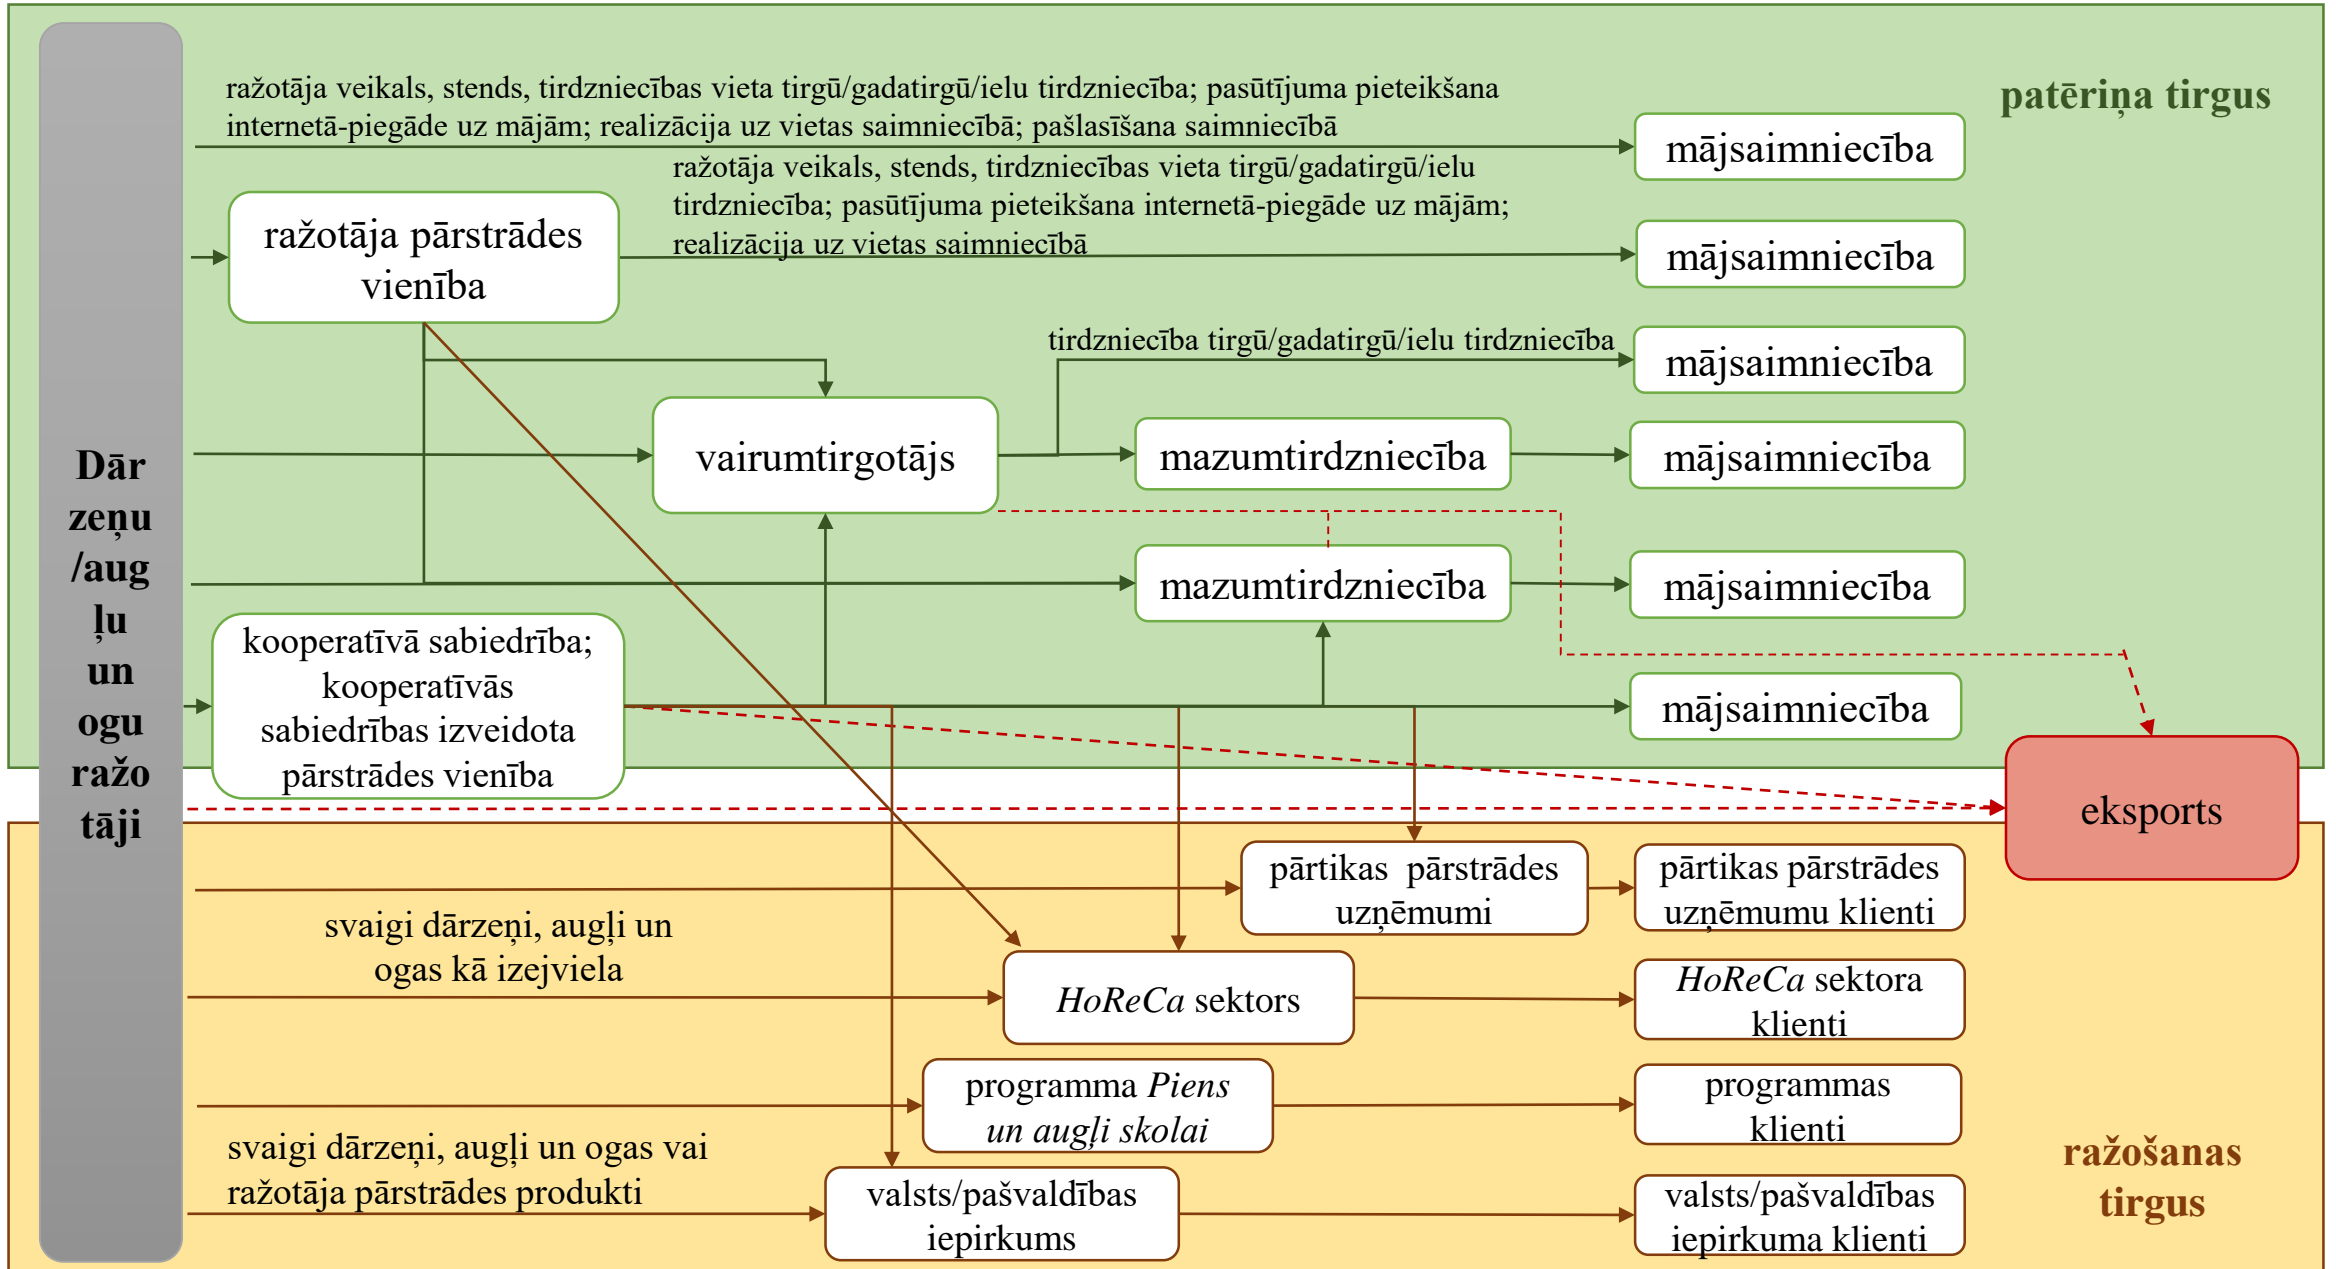 Dār
zeņu
/aug
ļu
un
ogu
ražo
tāji
patēriņa tirgus
ražotāja veikals, stends, tirdzniecības vieta tirgū/gadatirgū/ielu tirdzniecība; pasūtījuma pieteikšana
internetā-piegāde uz mājām; realizācija uz vietas saimniecībā; pašlasīšana saimniecībā
mājsaimniecība
ražotāja pārstrādes
vienība
ražotāja veikals, stends, tirdzniecības vieta tirgū/gadatirgū/ielu
tirdzniecība; pasūtījuma pieteikšana internetā-piegāde uz mājām;
realizācija uz vietas saimniecībā
mājsaimniecība
tirdzniecība tirgū/gadatirgū/ielu tirdzniecība
mājsaimniecība
vairumtirgotājs
mazumtirdzniecība
mājsaimniecība
mazumtirdzniecība
mājsaimniecība
kooperatīvā sabiedrība;
kooperatīvās
sabiedrības izveidota
pārstrādes vienība
mājsaimniecība
eksports
pārtikas  pārstrādes
uzņēmumi
pārtikas pārstrādes
uzņēmumu klienti
svaigi dārzeņi, augļi un
ogas kā izejviela
HoReCa sektors
HoReCa sektora
klienti
programma Piens
un augļi skolai
programmas
klienti
svaigi dārzeņi, augļi un ogas vai
ražotāja pārstrādes produkti
valsts/pašvaldības
iepirkums
valsts/pašvaldības
iepirkuma klienti
ražošanas
tirgus